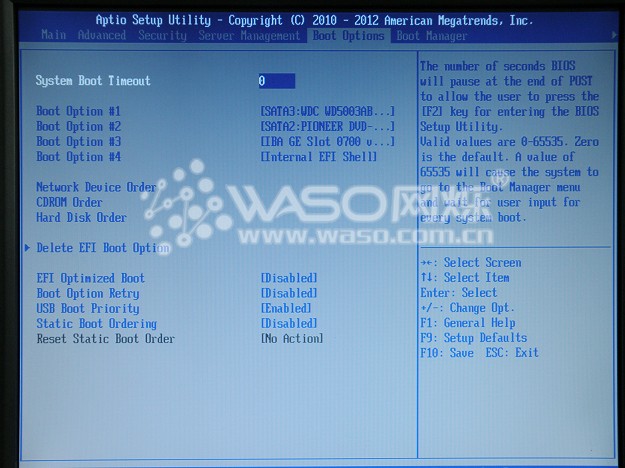 Aptio Setup Utility - Copyright (C) 2010 - 2012 American Megatrends, Inc.
Main Advanced Security Server Management Boot Options Boot Manager
System Boot Timeout 0
Boot Option #1 [SATA3:WDC WD5003AB...]
Boot Option #2 [SATA2:PIONEER DVD-...]
Boot Option #3 [IBA GE Slot 0700 v...]
Boot Option #4 [Internal EFI Shell]
Network Device Order
CDROM Order
Hard Disk Order
Delete EFI Boot Option
EFI Optimized Boot [Disabled]
Boot Option Retry [Disabled]
USB Boot Priority [Enabled]
Static Boot Ordering [Disabled]
Reset Static Boot Order [No Action]
The number of seconds BIOS
will pause at the end of POST
to allow the user to press the
[F2] key for entering the BIOS
Setup Utility.
Valid values are 0-65535. Zero
is the default. A value of
65535 will cause the system to
go to the Boot Manager menu
and wait for user input for
every system boot.
→←: Select Screen
↑↓: Select Item
Enter: Select
+/-: Change Opt.
F1: General Help
F9: Setup Defaults
F10: Save ESC: Exit
WASO ®
www.waso.com.cn